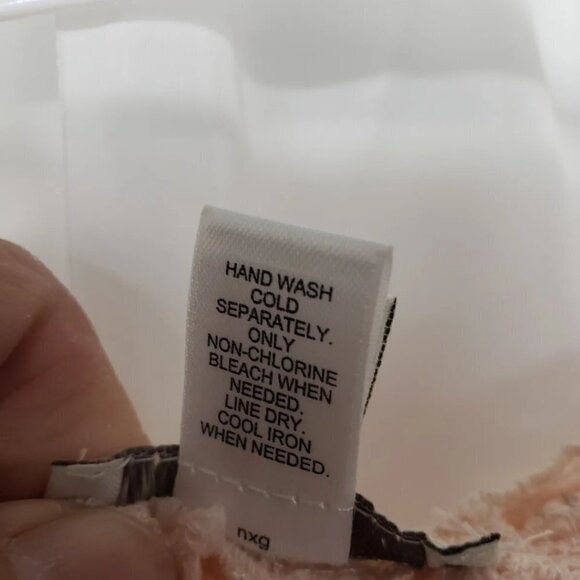 HAND WASH
COLD
SEPARATELY.
ONLY
NON-CHLORINE
BLEACH WHEN
NEEDED.
LINE DRY.
COOL IRON
WHEN NEEDED.
nxg